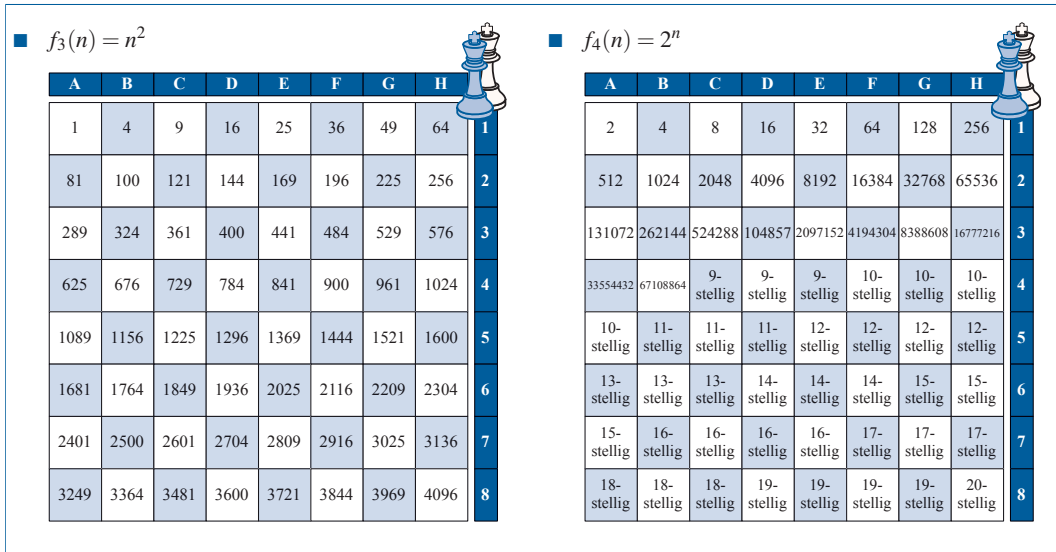 f₃(n) = n²
A B C D E F G H
1 4 9 16 25 36 49 64 1
81 100 121 144 169 196 225 256 2
289 324 361 400 441 484 529 576 3
625 676 729 784 841 900 961 1024 4
1089 1156 1225 1296 1369 1444 1521 1600 5
1681 1764 1849 1936 2025 2116 2209 2304 6
2401 2500 2601 2704 2809 2916 3025 3136 7
3249 3364 3481 3600 3721 3844 3969 4096 8
f₄(n) = 2ⁿ
A B C D E F G H
2 4 8 16 32 64 128 256 1
512 1024 2048 4096 8192 16384 32768 65536 2
131072 262144 524288 104857 2097152 4194304 8388608 16777216 3
33554432 67108864 9-stellig 9-stellig 9-stellig 10-stellig 10-stellig 10-stellig 4
10-stellig 11-stellig 11-stellig 11-stellig 12-stellig 12-stellig 12-stellig 12-stellig 5
13-stellig 13-stellig 13-stellig 14-stellig 14-stellig 14-stellig 15-stellig 15-stellig 6
15-stellig 16-stellig 16-stellig 16-stellig 16-stellig 17-stellig 17-stellig 17-stellig 7
18-stellig 18-stellig 18-stellig 19-stellig 19-stellig 19-stellig 19-stellig 20-stellig 8